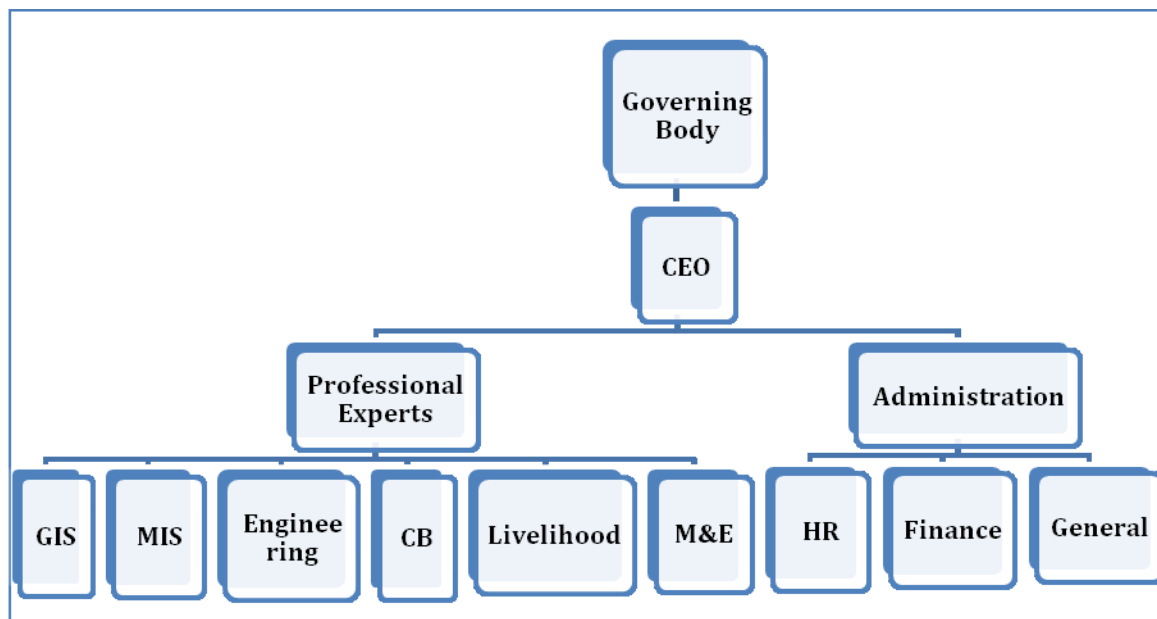 Governing
Body
CEO
Professional
Experts
Administration
GIS
MIS
Enginee
ring
CB
Livelihood
M&E
HR
Finance
General